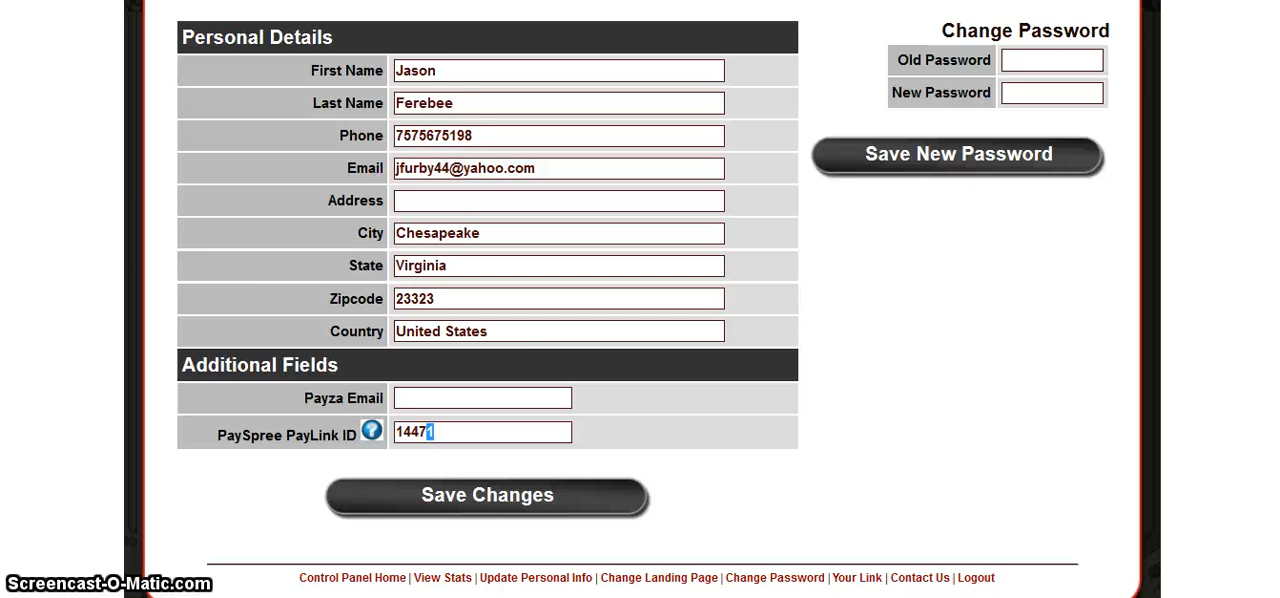 Personal Details
First Name Jason
Last Name Ferebee
Phone 7575675198
Email jfurby44@yahoo.com
Address
City Chesapeake
State Virginia
Zipcode 23323
Country United States
Additional Fields
Payza Email
PaySpree PayLink ID ? 14471
Save Changes
Change Password
Old Password
New Password
Save New Password
Control Panel Home | View Stats | Update Personal Info | Change Landing Page | Change Password | Your Link | Contact Us | Logout
Screencast-O-Matic.com